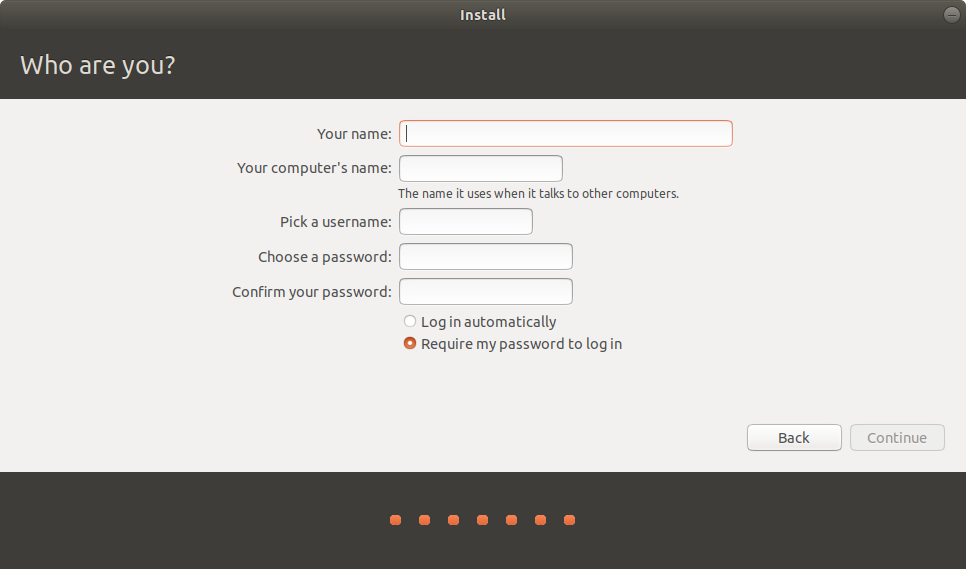 Install
Who are you?
Your name:
Your computer's name:
The name it uses when it talks to other computers.
Pick a username:
Choose a password:
Confirm your password:
Log in automatically
Require my password to log in
Back Continue